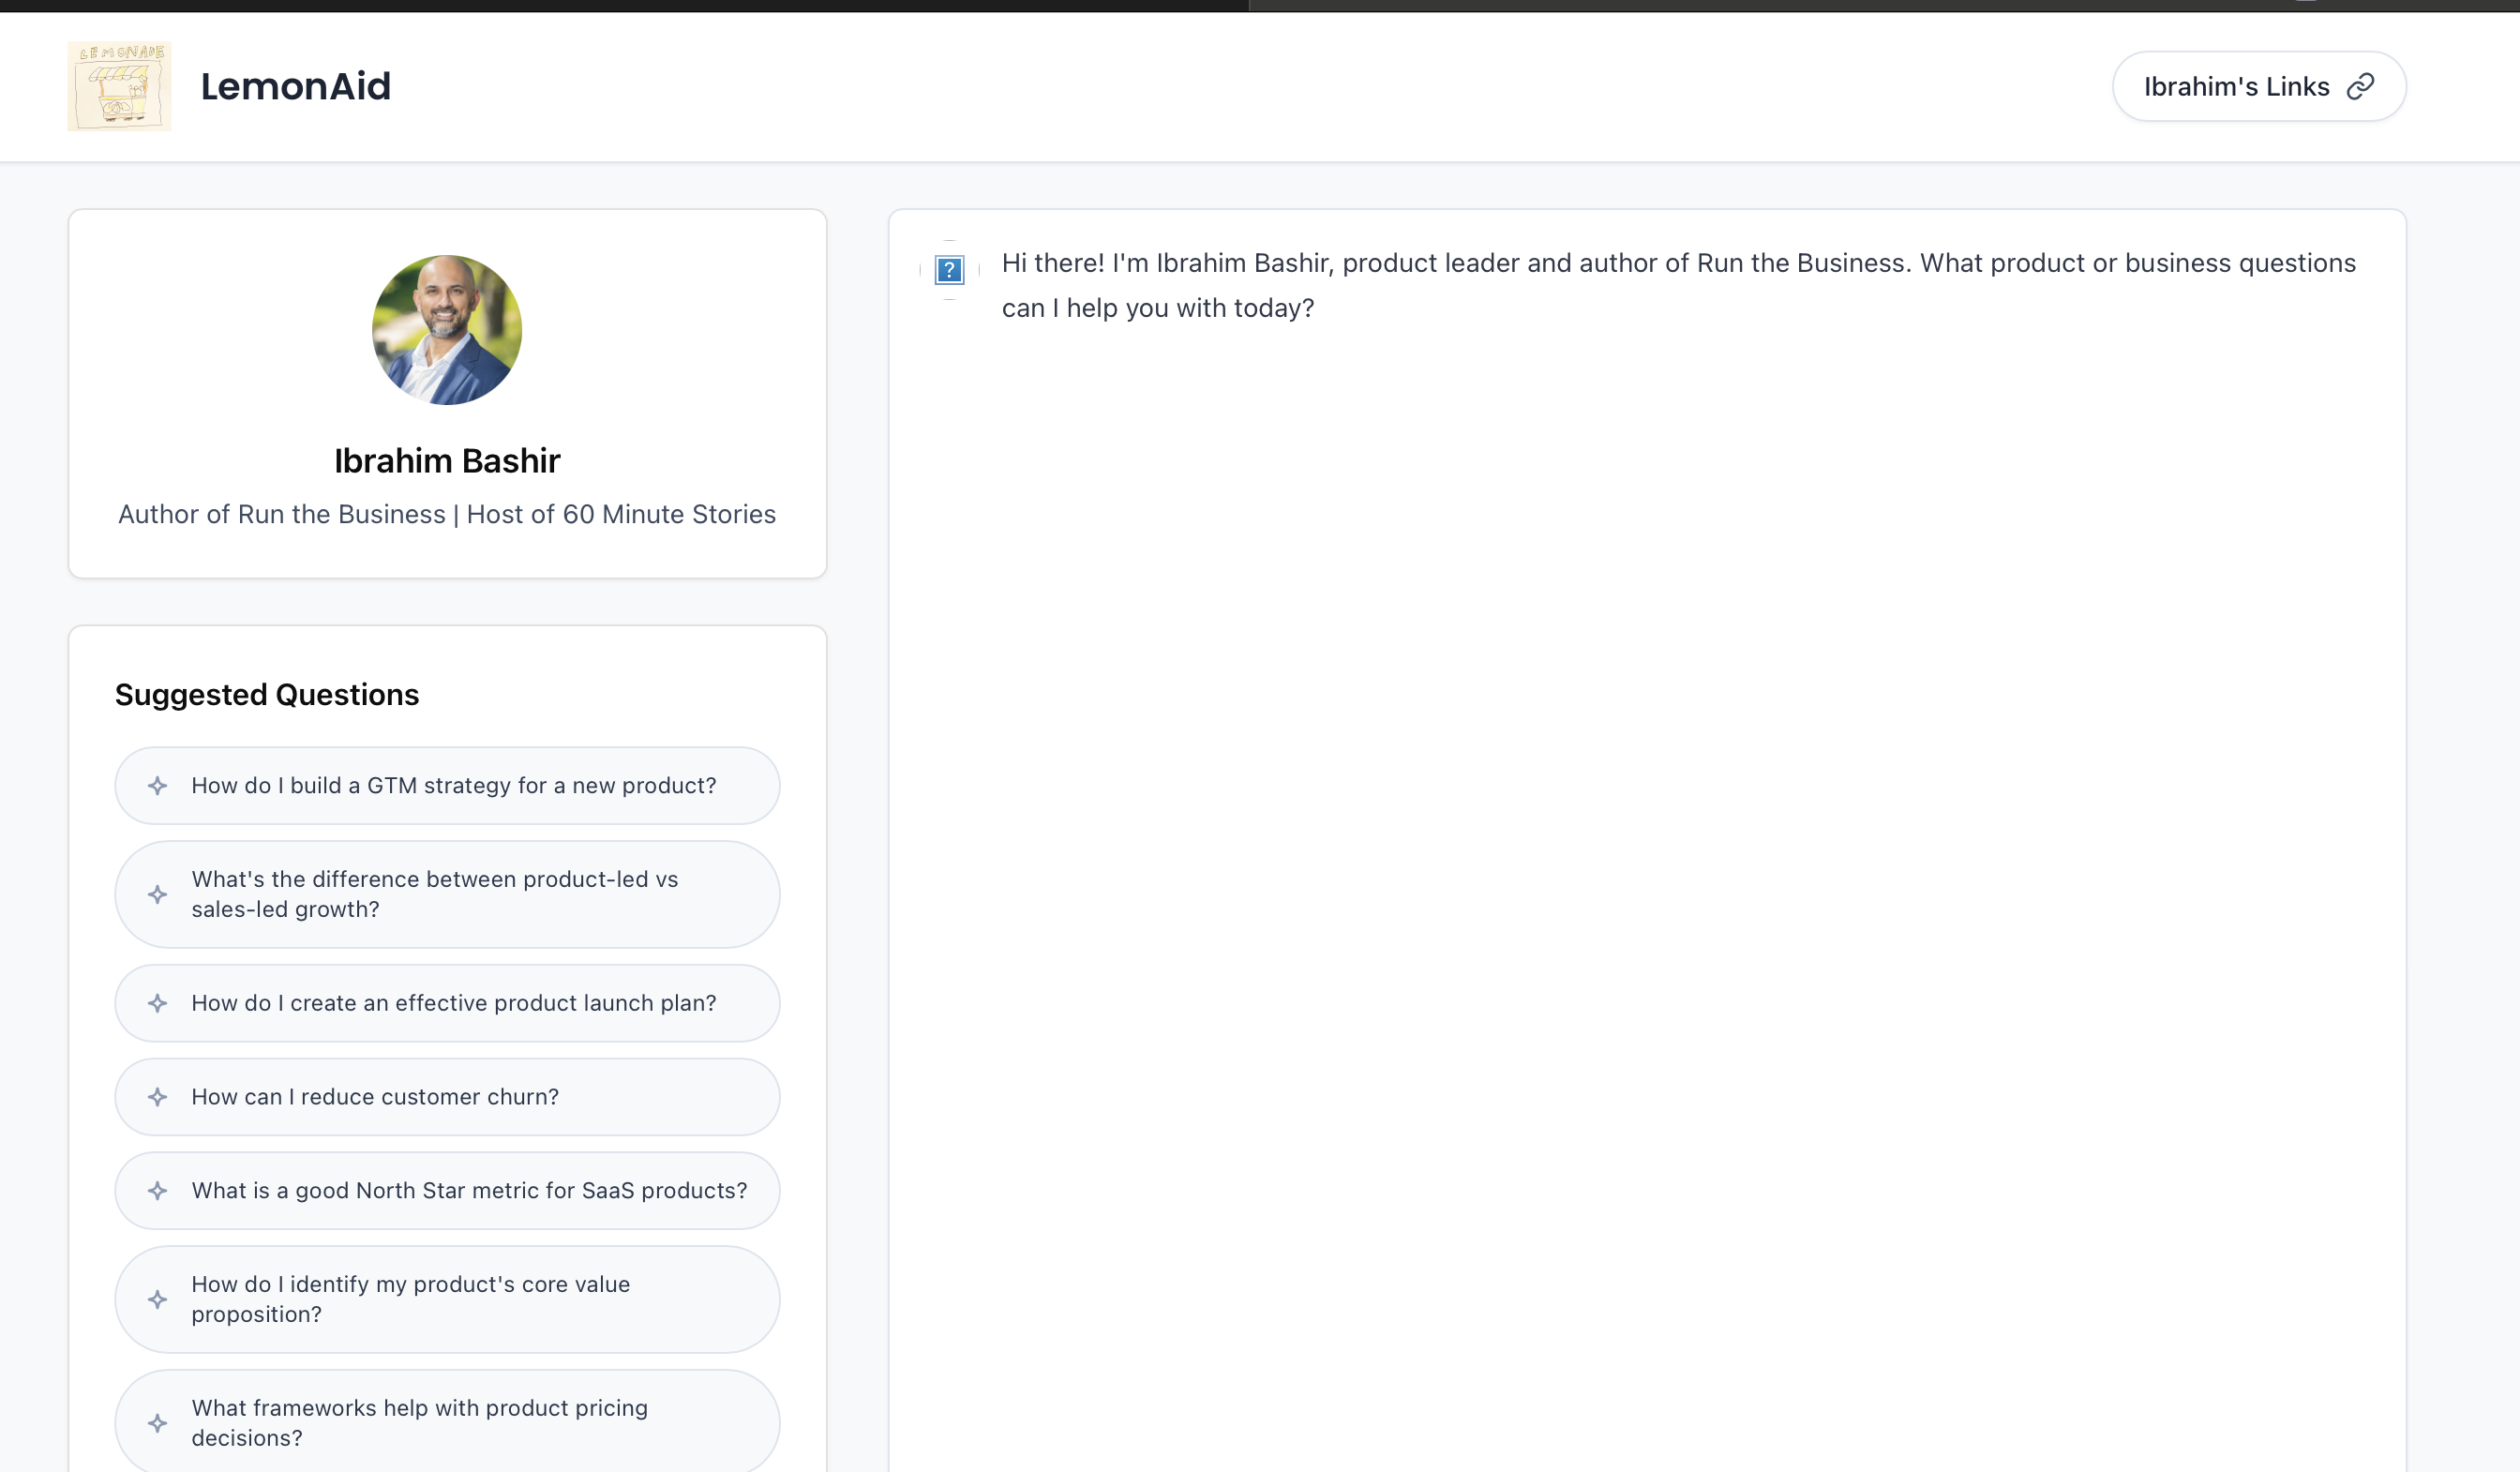 LEMONADE
LemonAid
Ibrahim's Links
Ibrahim Bashir
Author of Run the Business | Host of 60 Minute Stories
Suggested Questions
How do I build a GTM strategy for a new product?
What's the difference between product-led vs
sales-led growth?
How do I create an effective product launch plan?
How can I reduce customer churn?
What is a good North Star metric for SaaS products?
How do I identify my product's core value
proposition?
What frameworks help with product pricing
decisions?
?
Hi there! I'm Ibrahim Bashir, product leader and author of Run the Business. What product or business questions
can I help you with today?